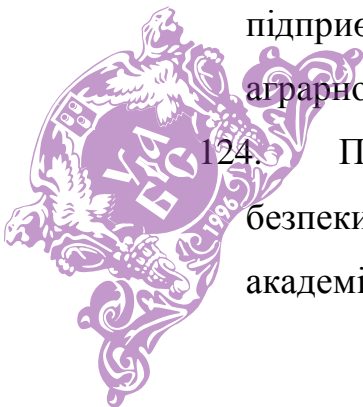 підприє
аграрно
124. П
безпеки
академі
УАБС
1996